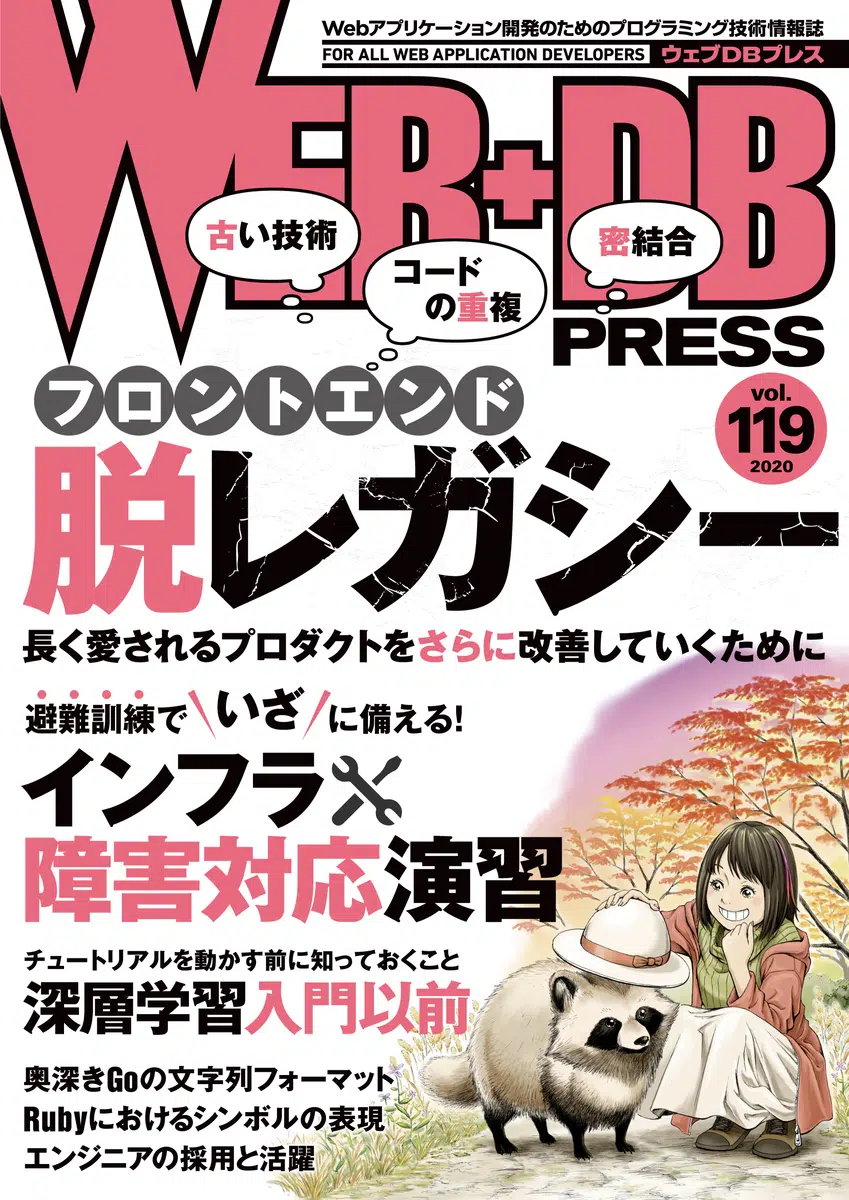 Webアプリケーション開発のためのプログラミング技術情報誌
FOR ALL WEB APPLICATION DEVELOPERS ウェブDBプレス
WEB+DB
PRESS
古い技術
コード
の重複
密結合
vol.
119
2020
フロントエンド
脱レガシー
長く愛されるプロダクトをさらに改善していくために
避難訓練で\いざ/に備える!
インフラ
障害対応演習
チュートリアルを動かす前に知っておくこと
深層学習入門以前
奥深きGoの文字列フォーマット
Rubyにおけるシンボルの表現
エンジニアの採用と活躍